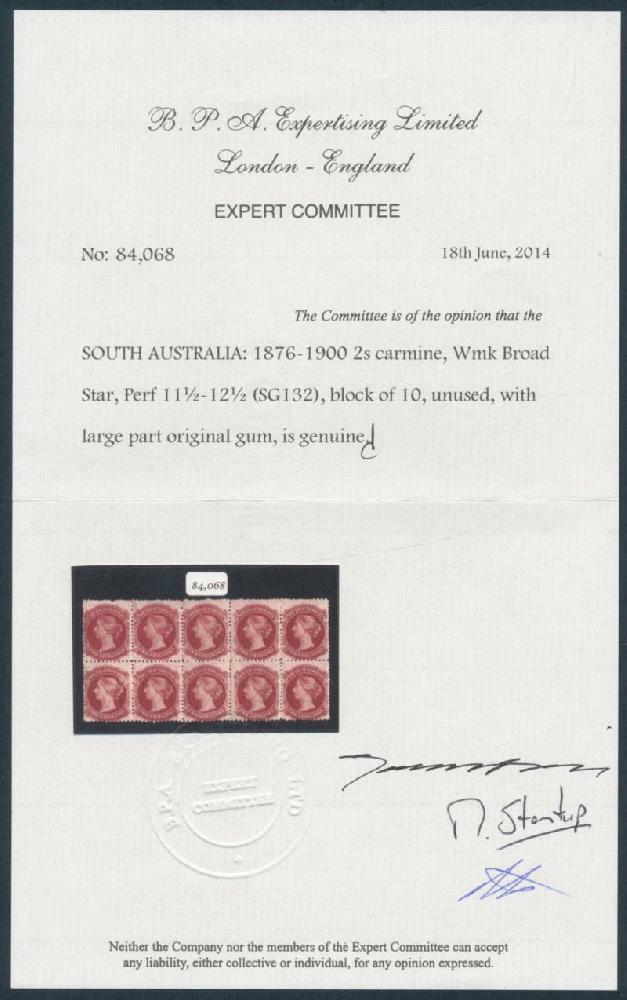 B. P. A. Expertising Limited
London - England
EXPERT COMMITTEE
No: 84,068
18th June, 2014
The Committee is of the opinion that the
SOUTH AUSTRALIA: 1876-1900 2s carmine, Wmk Broad
Star, Perf 11½-12½ (SG132), block of 10, unused, with
large part original gum, is genuine
84,068
B.P.A. LTD
EXPERT
COMMITTEE
Neither the Company nor the members of the Expert Committee can accept
any liability, either collective or individual, for any opinion expressed.